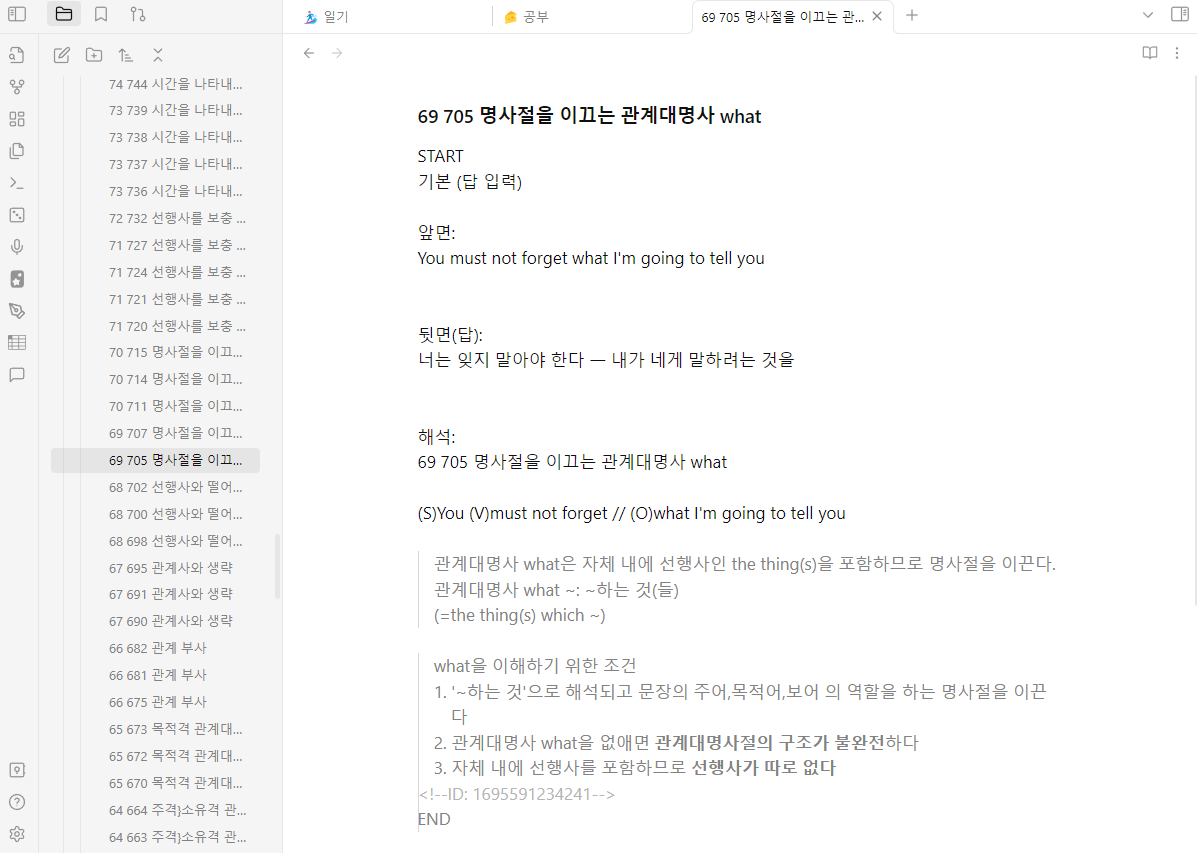 일기
공부
69 705 명사절을 이끄는 관...
74 744 시간을 나타내...
73 739 시간을 나타내...
73 738 시간을 나타내...
73 737 시간을 나타내...
73 736 시간을 나타내...
72 732 선행사를 보충 ...
71 727 선행사를 보충 ...
71 724 선행사를 보충 ...
71 721 선행사를 보충 ...
71 720 선행사를 보충 ...
70 715 명사절을 이끄...
70 714 명사절을 이끄...
70 711 명사절을 이끄...
69 707 명사절을 이끄...
69 705 명사절을 이끄...
68 702 선행사와 떨어...
68 700 선행사와 떨어...
68 698 선행사와 떨어...
67 695 관계사와 생략
67 691 관계사와 생략
67 690 관계사와 생략
66 682 관계 부사
66 681 관계 부사
66 675 관계 부사
65 673 목적격 관계대...
65 672 목적격 관계대...
65 670 목적격 관계대...
64 664 주격}소유격 관...
64 663 주격}소유격 관...
69 705 명사절을 이끄는 관계대명사 what
START
기본 (답 입력)
앞면:
You must not forget what I'm going to tell you
뒷면(답):
너는 잊지 말아야 한다 — 내가 네게 말하려는 것을
해석:
69 705 명사절을 이끄는 관계대명사 what
(S)You (V)must not forget // (O)what I'm going to tell you
관계대명사 what은 자체 내에 선행사인 the thing(s)을 포함하므로 명사절을 이끈다.
관계대명사 what ~: ~하는 것(들)
(=the thing(s) which ~)
what을 이해하기 위한 조건
1. '~하는 것'으로 해석되고 문장의 주어,목적어,보어 의 역할을 하는 명사절을 이끈
다
2. 관계대명사 what을 없애면 관계대명사절의 구조가 불완전하다
3. 자체 내에 선행사를 포함하므로 선행사가 따로 없다
<!--ID: 1695591234241-->
END